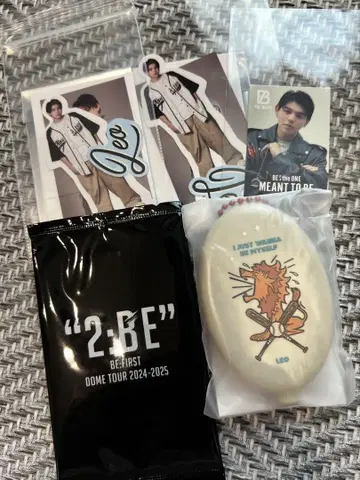 Leo
BE:the ONE
MEANT TO BE
I JUST WANNA
BE MYSELF
LEO
"2:BE"
BE:FIRST
DOME TOUR 2024-2025